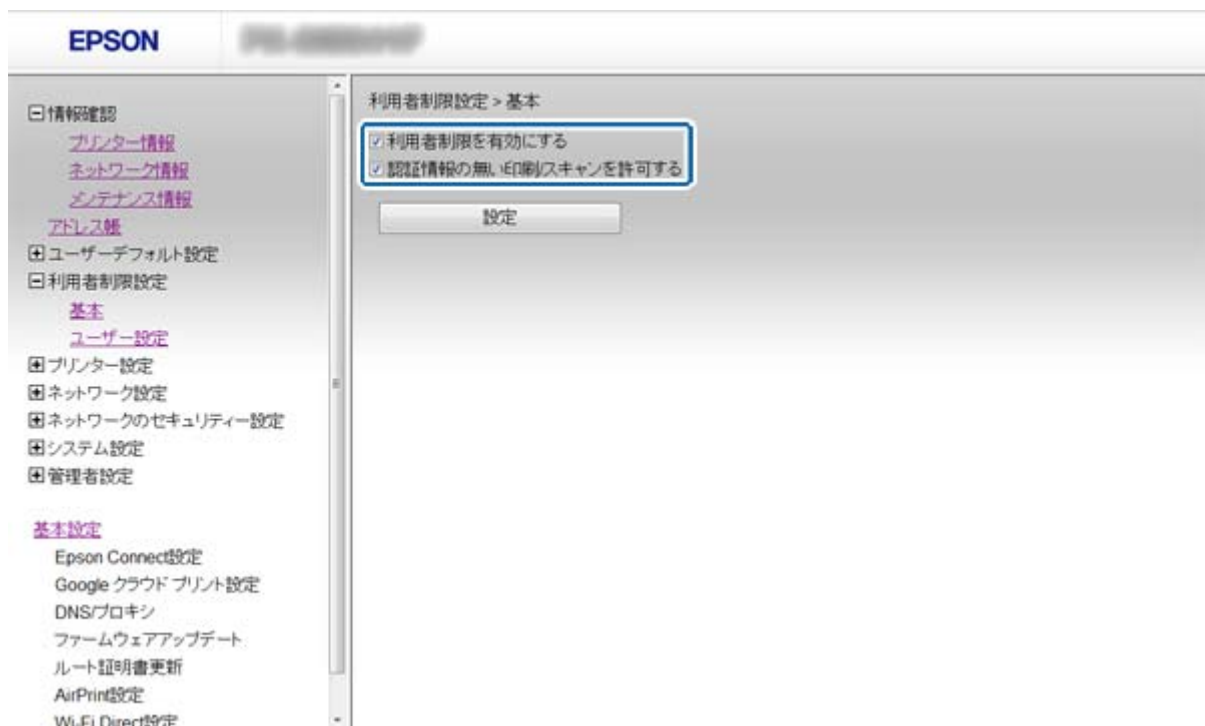 EPSON
情報確認
プリンター情報
ネットワーク情報
メンテナンス情報
アドレス帳
ユーザーデフォルト設定
利用者制限設定
基本
ユーザー設定
プリンター設定
ネットワーク設定
ネットワークのセキュリティー設定
システム設定
管理者設定
基本設定
Epson Connect設定
Google クラウド プリント設定
DNS/プロキシ
ファームウェアアップデート
ルート証明書更新
AirPrint設定
Wi-Fi Direct設定
利用者制限設定 > 基本
利用者制限を有効にする
認証情報の無い印刷/スキャンを許可する
設定